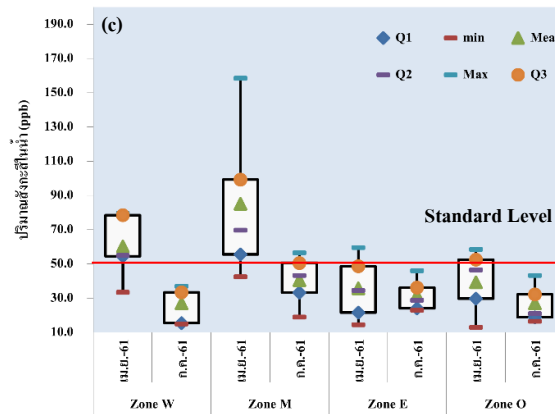 (c)
Q1
min
Mea
Q2
Max
Q3
ปริมาณสังกะสีในน้ำ (ppb)
190.0
170.0
150.0
130.0
110.0
90.0
70.0
50.0
30.0
10.0
Standard Level
เม.ย.-61
ก.ค.-61
เม.ย.-61
ก.ค.-61
เม.ย.-61
ก.ค.-61
เม.ย.-61
ก.ค.-61
Zone W
Zone M
Zone E
Zone O